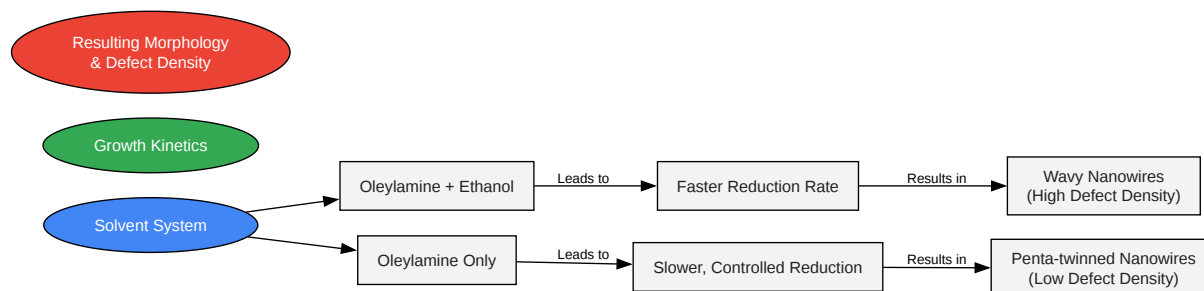 Resulting Morphology
& Defect Density
Growth Kinetics
Solvent System
Oleylamine + Ethanol
Leads to
Faster Reduction Rate
Results in
Wavy Nanowires
(High Defect Density)
Oleylamine Only
Leads to
Slower, Controlled Reduction
Results in
Penta-twinned Nanowires
(Low Defect Density)